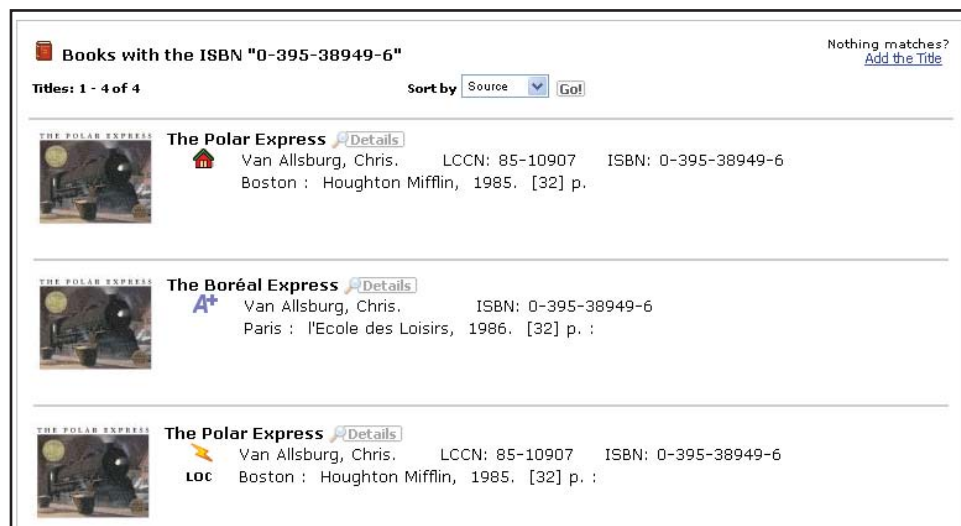 Books with the ISBN "0-395-38949-6"
Nothing matches?
Add the Title
Titles: 1 - 4 of 4
Sort by Source Go!
THE POLAR EXPRESS
The Polar Express Details
Van Allsburg, Chris. LCCN: 85-10907 ISBN: 0-395-38949-6
Boston : Houghton Mifflin, 1985. [32] p.
THE POLAR EXPRESS
The Boréal Express Details
A+ Van Allsburg, Chris. ISBN: 0-395-38949-6
Paris : l'Ecole des Loisirs, 1986. [32] p. :
THE POLAR EXPRESS
The Polar Express Details
Van Allsburg, Chris. LCCN: 85-10907 ISBN: 0-395-38949-6
LOC Boston : Houghton Mifflin, 1985. [32] p. :